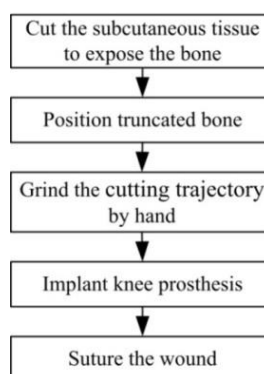 Cut the subcutaneous tissue
to expose the bone
Position truncated bone
Grind the cutting trajectory
by hand
Implant knee prosthesis
Suture the wound